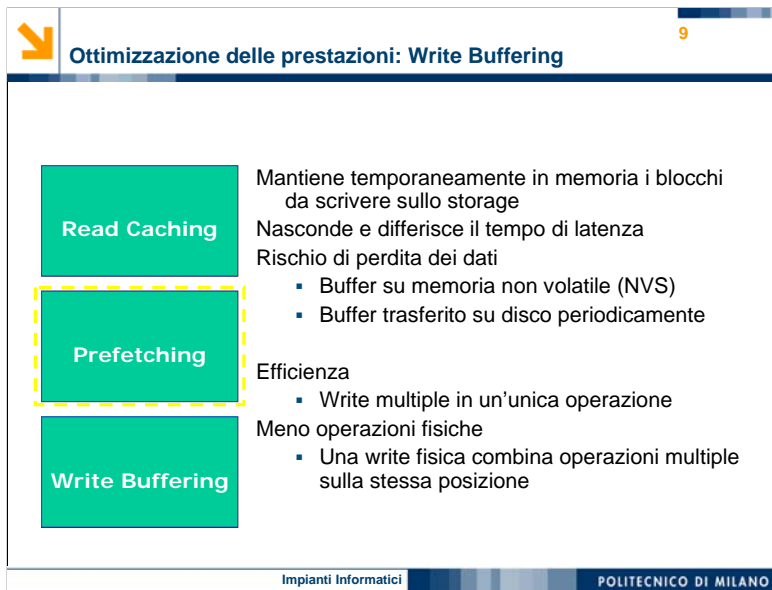 9
Ottimizzazione delle prestazioni: Write Buffering
Read Caching
Prefetching
Write Buffering
Mantiene temporaneamente in memoria i blocchi
da scrivere sullo storage
Nasconde e differisce il tempo di latenza
Rischio di perdita dei dati
▪ Buffer su memoria non volatile (NVS)
▪ Buffer trasferito su disco periodicamente
Efficienza
▪ Write multiple in un'unica operazione
Meno operazioni fisiche
▪ Una write fisica combina operazioni multiple
sulla stessa posizione
Impianti Informatici
POLITECNICO DI MILANO